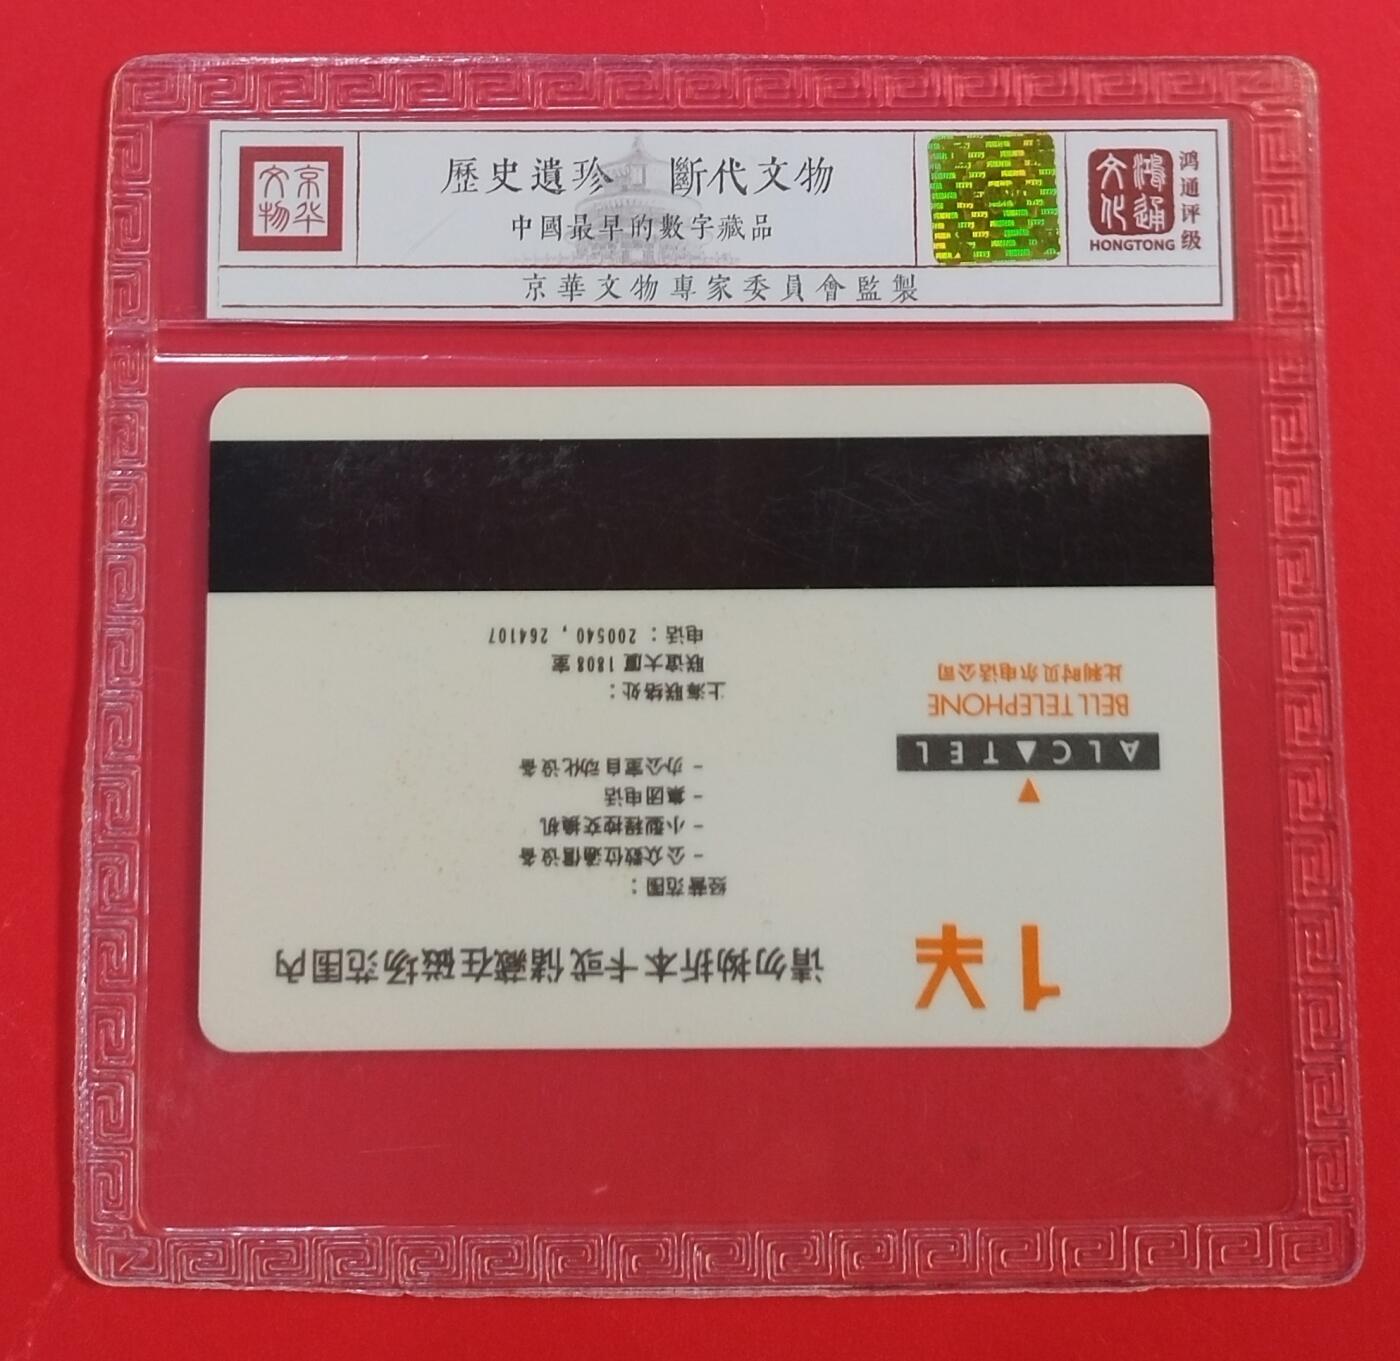 京华
文物
歷史遺珍 斷代文物
中國最早的數字藏品
鸿通
文化
HONGTONG
鸿通评级
京華文物專家委員會監製
1¥
请勿拗折本卡或储藏在磁场范围内
经营范围：
- 公众数位通信设备
- 小型程控交换机
- 集团电话
- 办公室自动化设备
ALCATEL
BELL TELEPHONE
比利时贝尔电话公司
上海联络处：
联谊大厦 1808 室
电话：200540，264107